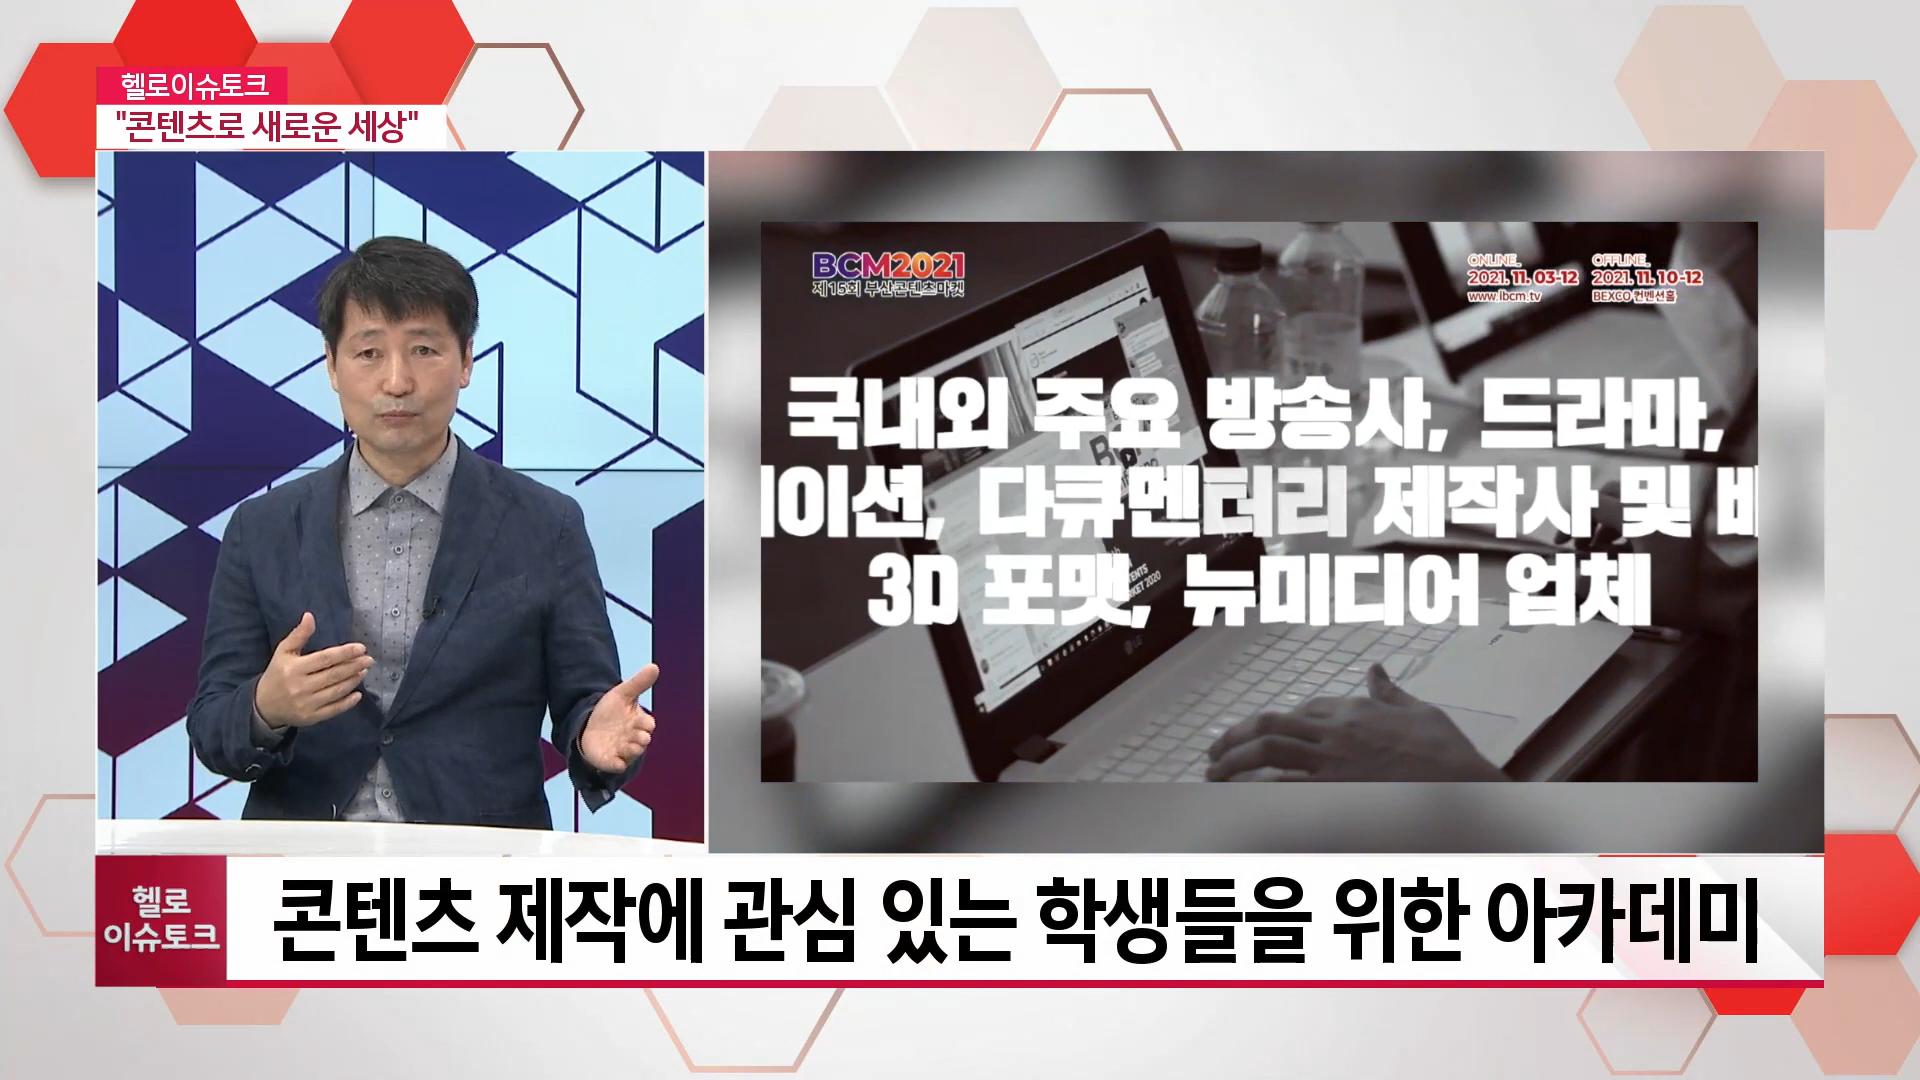 헬로이슈토크
"콘텐츠로 새로운 세상"
BCM2021
제15회 부산콘텐츠마켓
ONLINE_
2021. 11. 03-12
www.ibcm.tv
OFFLINE_
2021. 11. 10-12
BEXCO 컨벤션홀
국내외 주요 방송사, 드라마,
이션, 다큐멘터리 제작사 및
3D 포맷, 뉴미디어 업체
헬로
이슈토크
콘텐츠 제작에 관심 있는 학생들을 위한 아카데미